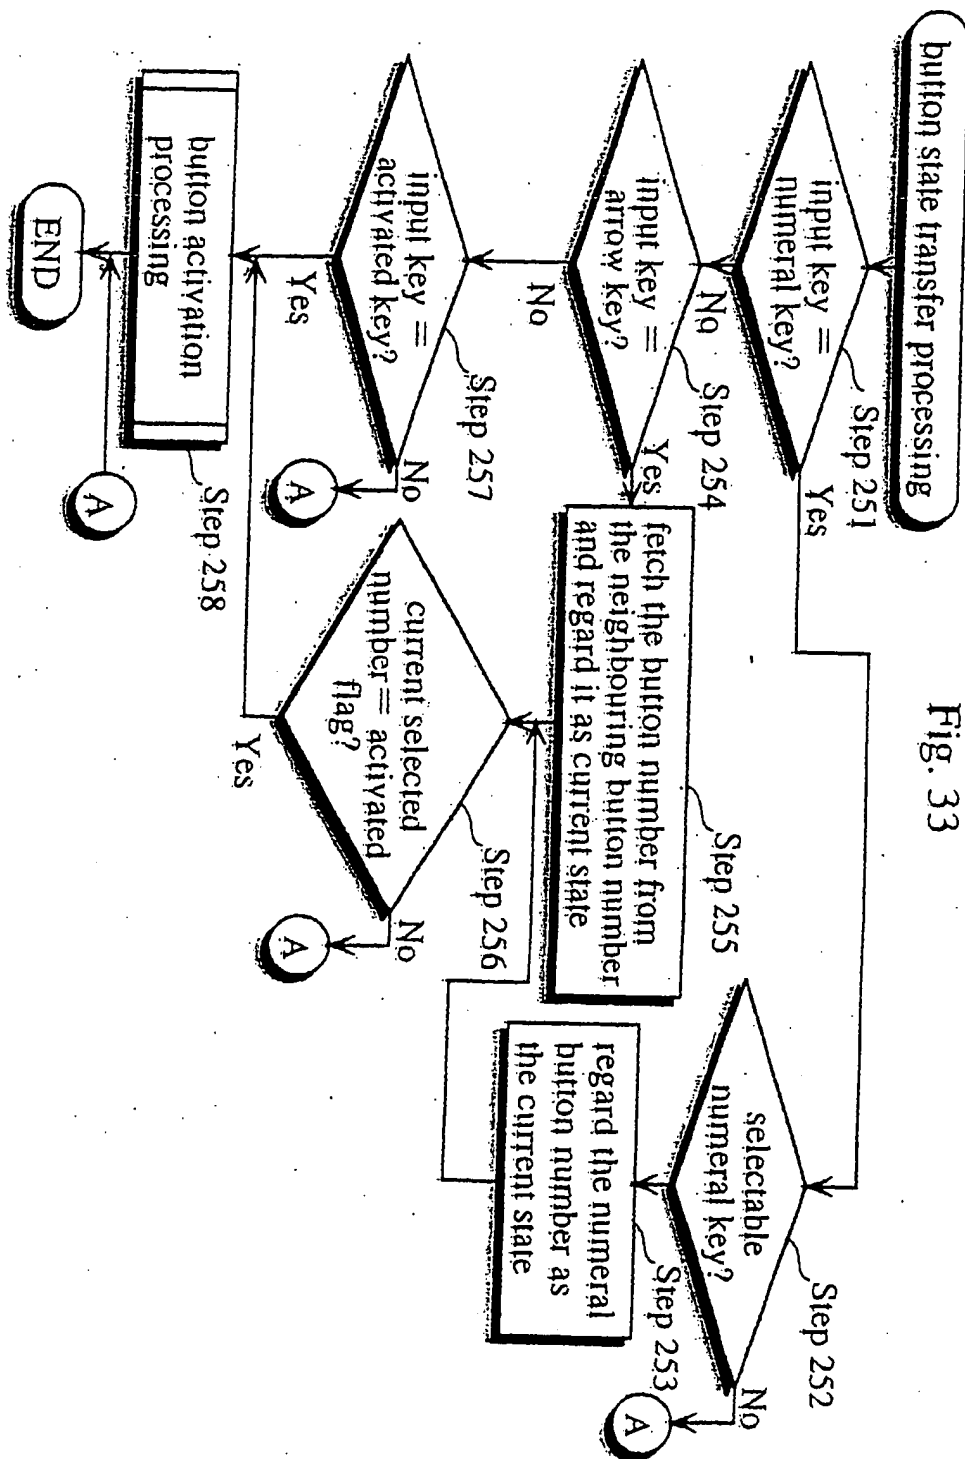 Fig. 33
button state transfer processing
input key =
numeral key?
Step 251
Yes
No
selectable
numeral key?
Step 252
No
A
regard the numeral
button number as
the current state
Step 253
input key =
arrow key?
Step 254
Yes
No
fetch the button number from
the neighbouring button number
and regard it as current state
Step 255
current selected
number= activated
flag?
Step 256
No
A
Yes
input key =
activated key?
Step 257
No
A
Yes
button activation
processing
Step 258
A
END